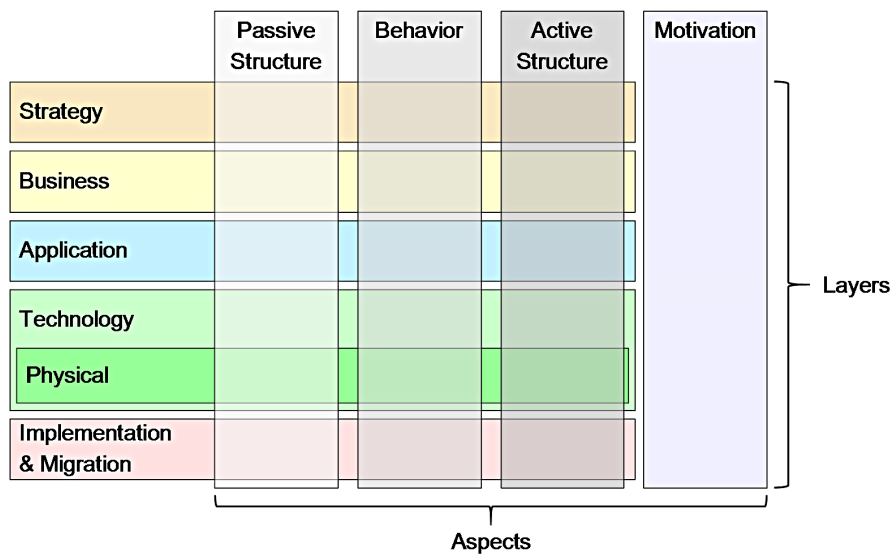 Passive
Structure
Behavior
Active
Structure
Motivation
Strategy
Business
Application
Technology
Physical
Implementation
& Migration
Layers
Aspects